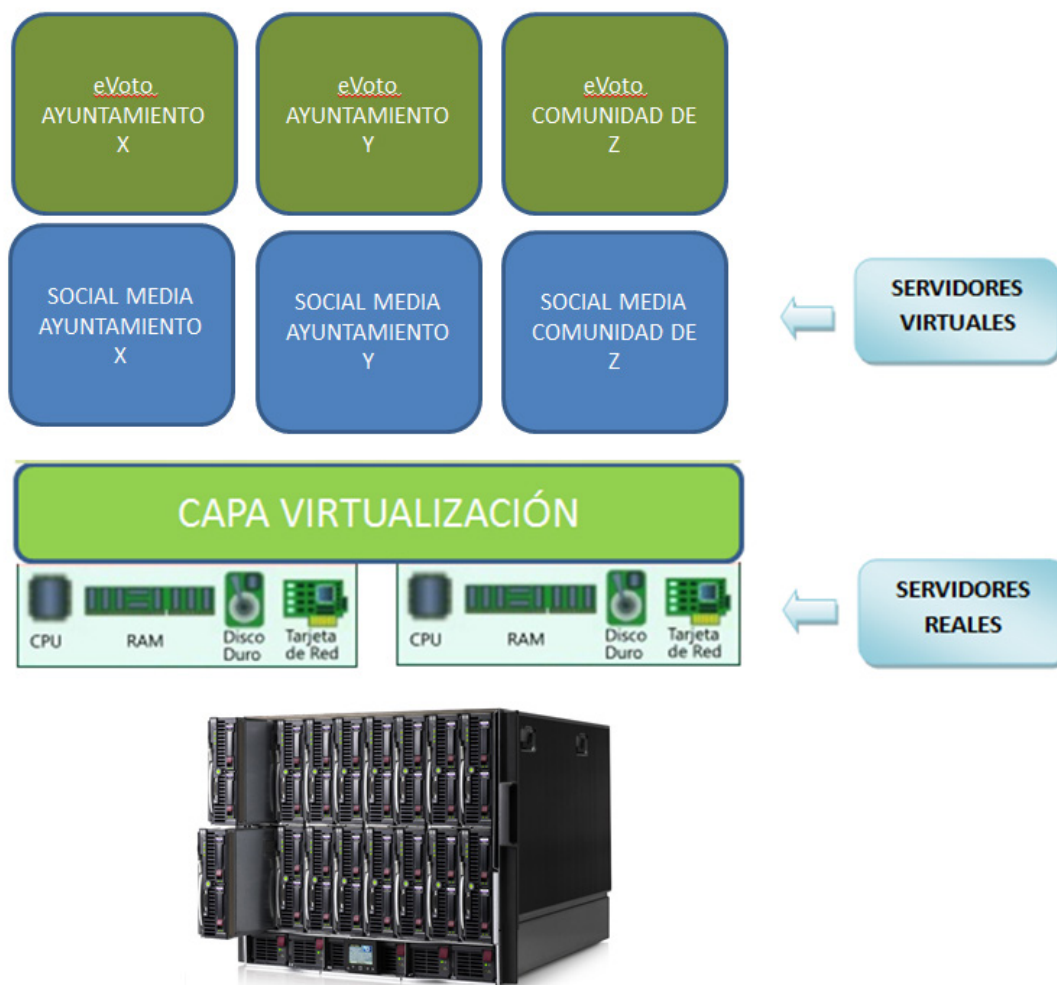 eVoto
AYUNTAMIENTO
X
eVoto
AYUNTAMIENTO
Y
eVoto
COMUNIDAD DE
Z
SOCIAL MEDIA
AYUNTAMIENTO
X
SOCIAL MEDIA
AYUNTAMIENTO
Y
SOCIAL MEDIA
COMUNIDAD DE
Z
SERVIDORES
VIRTUALES
CAPA VIRTUALIZACIÓN
CPU
RAM
Disco
Duro
Tarjeta
de Red
CPU
RAM
Disco
Duro
Tarjeta
de Red
SERVIDORES
REALES